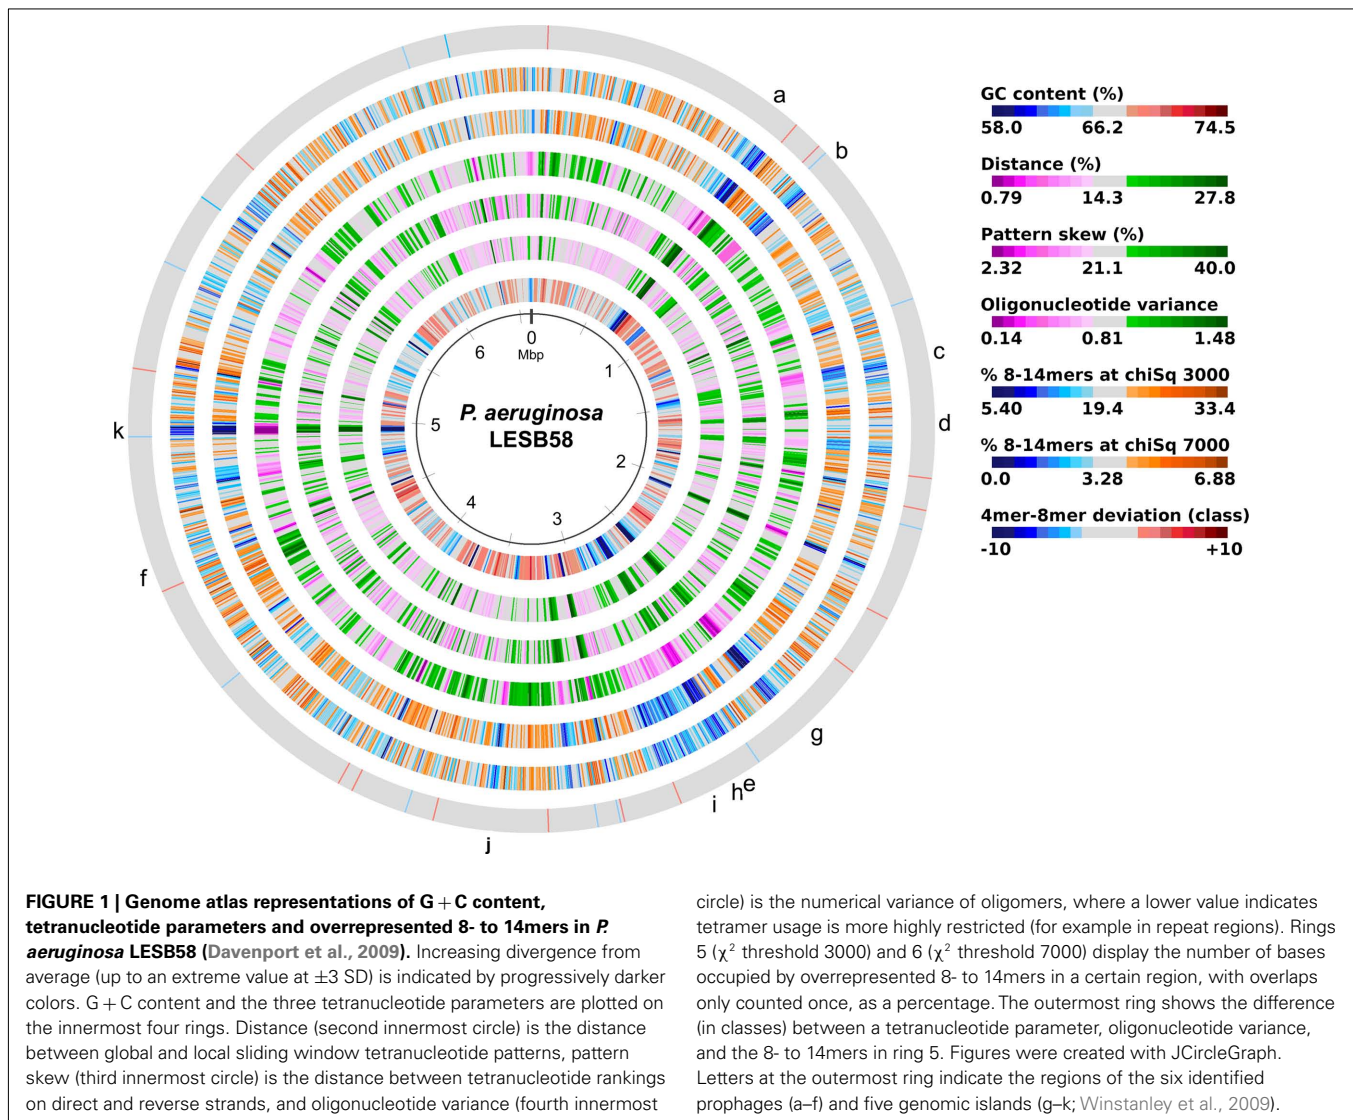 a
b
c
d
k
f
g
e
h
i
j
0
Mbp
1
2
3
4
5
6
P. aeruginosa
LESB58
GC content (%)
58.0 66.2 74.5
Distance (%)
0.79 14.3 27.8
Pattern skew (%)
2.32 21.1 40.0
Oligonucleotide variance
0.14 0.81 1.48
% 8-14mers at chiSq 3000
5.40 19.4 33.4
% 8-14mers at chiSq 7000
0.0 3.28 6.88
4mer-8mer deviation (class)
-10 +10
FIGURE 1 | Genome atlas representations of G + C content,
tetranucleotide parameters and overrepresented 8- to 14mers in P.
aeruginosa LESB58 (Davenport et al., 2009). Increasing divergence from
average (up to an extreme value at ±3 SD) is indicated by progressively darker
colors. G + C content and the three tetranucleotide parameters are plotted on
the innermost four rings. Distance (second innermost circle) is the distance
between global and local sliding window tetranucleotide patterns, pattern
skew (third innermost circle) is the distance between tetranucleotide rankings
on direct and reverse strands, and oligonucleotide variance (fourth innermost
circle) is the numerical variance of oligomers, where a lower value indicates
tetramer usage is more highly restricted (for example in repeat regions). Rings
5 (χ² threshold 3000) and 6 (χ² threshold 7000) display the number of bases
occupied by overrepresented 8- to 14mers in a certain region, with overlaps
only counted once, as a percentage. The outermost ring shows the difference
(in classes) between a tetranucleotide parameter, oligonucleotide variance,
and the 8- to 14mers in ring 5. Figures were created with JCircleGraph.
Letters at the outermost ring indicate the regions of the six identified
prophages (a–f) and five genomic islands (g–k; Winstanley et al., 2009).